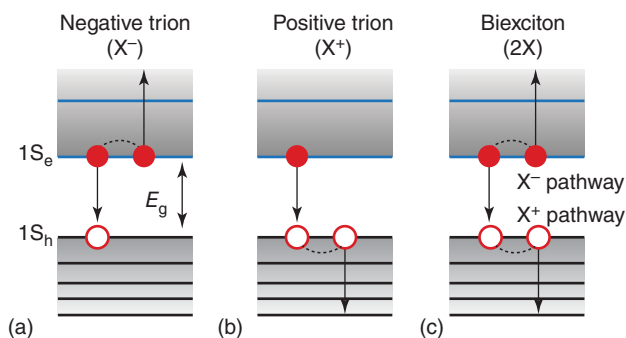 Negative trion
(X⁻)
Positive trion
(X⁺)
Biexciton
(2X)
1Sₑ
E_g
X⁻ pathway
X⁺ pathway
1Sₕ
(a)
(b)
(c)